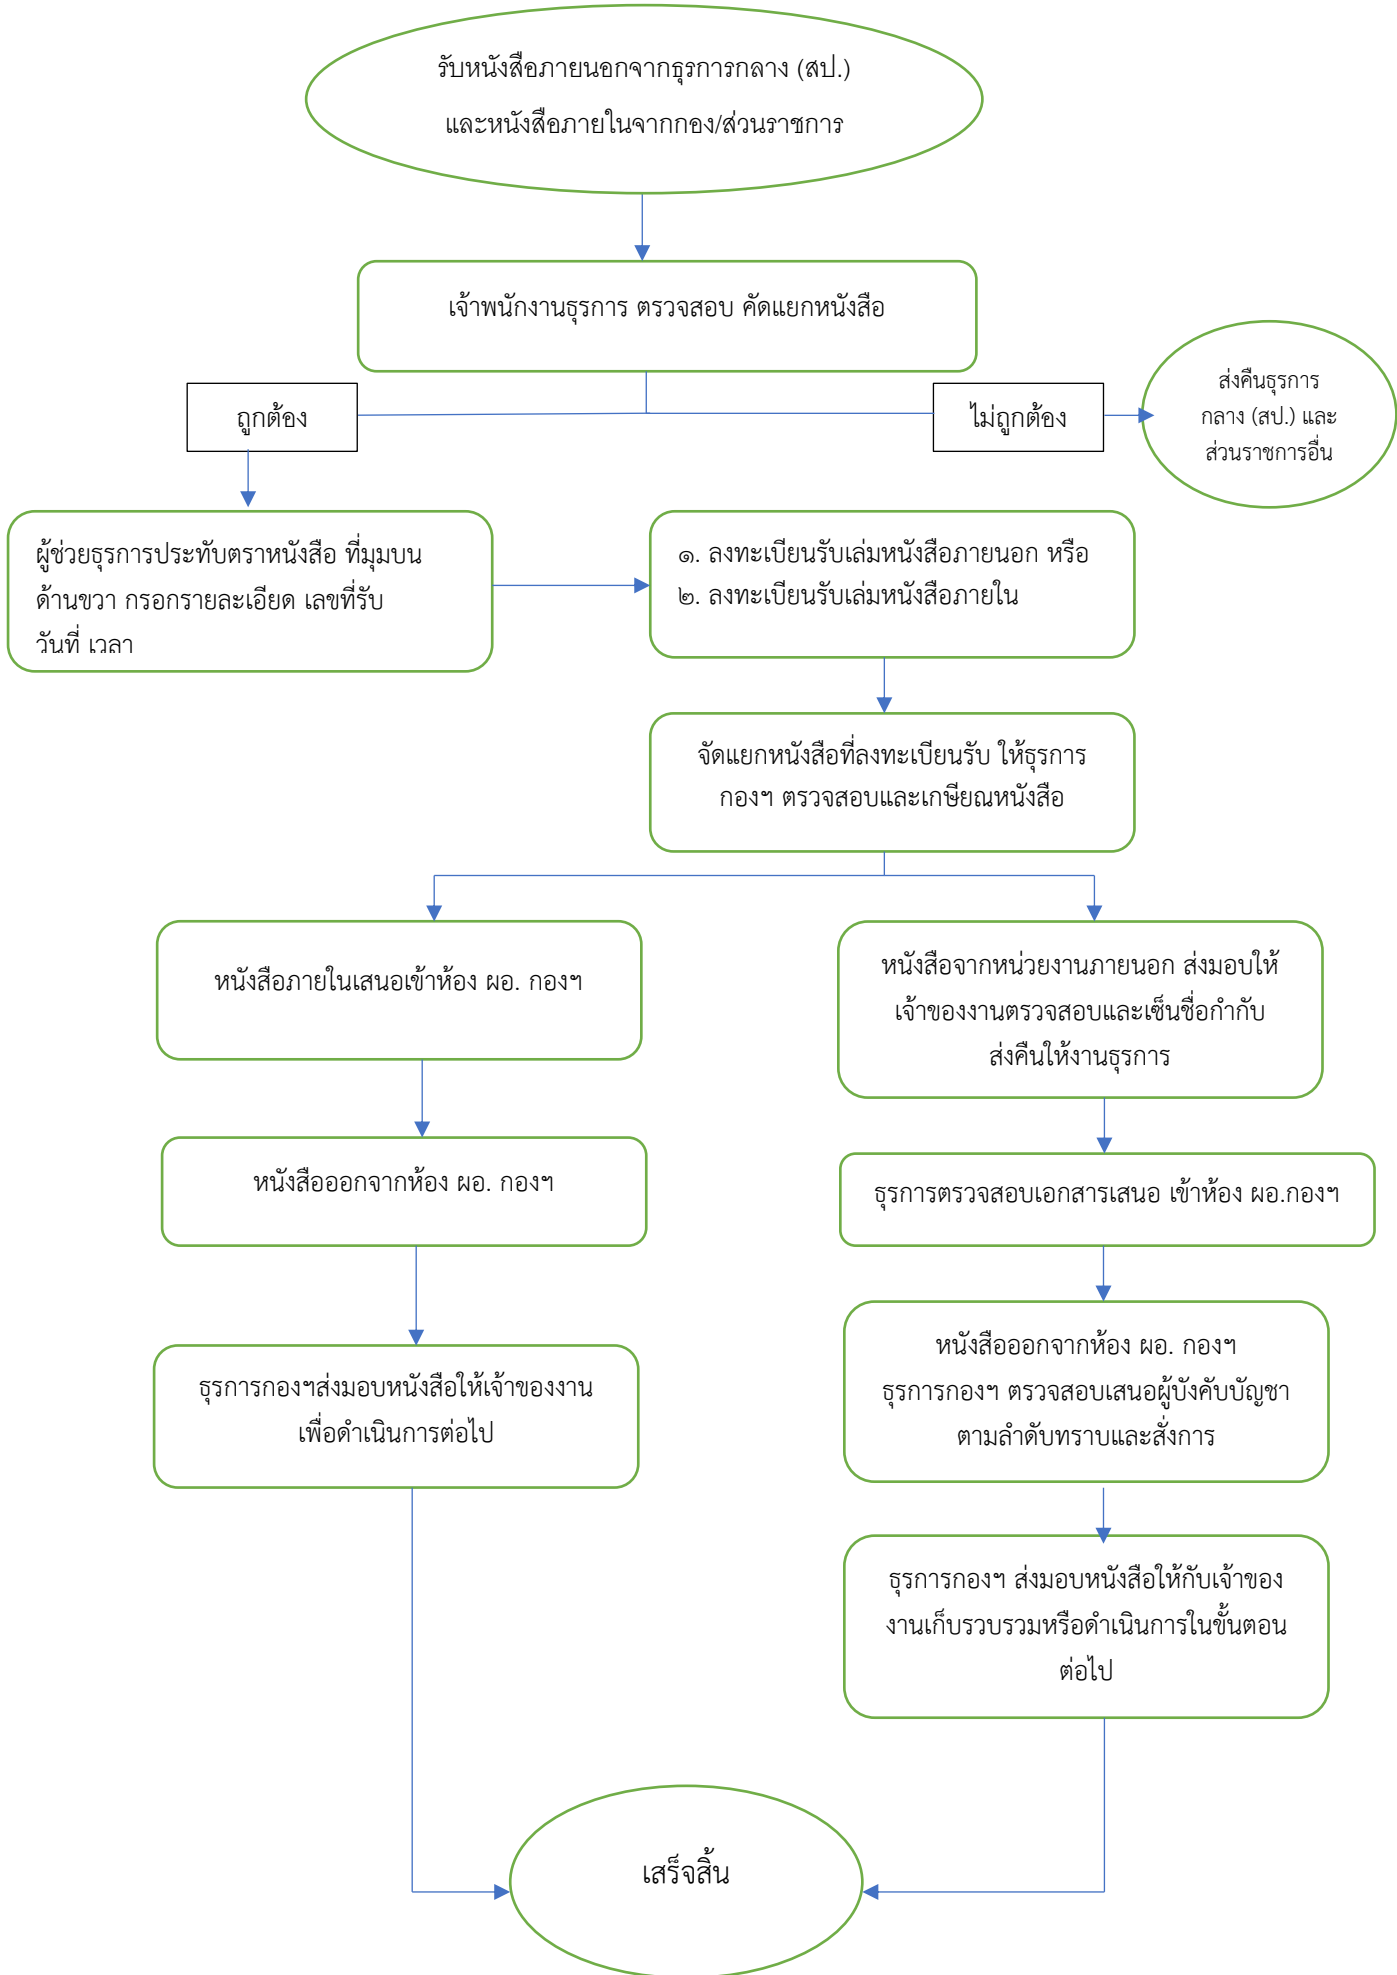 รับหนังสือภายนอกจากธุรการกลาง (สป.)
และหนังสือภายในจากกอง/ส่วนราชการ
เจ้าพนักงานธุรการ ตรวจสอบ คัดแยกหนังสือ
ถูกต้อง
ไม่ถูกต้อง
ส่งคืนธุรการ
กลาง (สป.) และ
ส่วนราชการอื่น
ผู้ช่วยธุรการประทับตราหนังสือ ที่มุมบน
ด้านขวา กรอกรายละเอียด เลขที่รับ
วันที่ เวลา
๑. ลงทะเบียนรับเล่มหนังสือภายนอก หรือ
๒. ลงทะเบียนรับเล่มหนังสือภายใน
จัดแยกหนังสือที่ลงทะเบียนรับ ให้ธุรการ
กองฯ ตรวจสอบและเกษียณหนังสือ
หนังสือภายในเสนอเข้าห้อง ผอ. กองฯ
หนังสือจากหน่วยงานภายนอก ส่งมอบให้
เจ้าของงานตรวจสอบและเซ็นชื่อกำกับ
ส่งคืนให้งานธุรการ
หนังสือออกจากห้อง ผอ. กองฯ
ธุรการตรวจสอบเอกสารเสนอ เข้าห้อง ผอ.กองฯ
ธุรการกองฯส่งมอบหนังสือให้เจ้าของงาน
เพื่อดำเนินการต่อไป
หนังสือออกจากห้อง ผอ. กองฯ
ธุรการกองฯ ตรวจสอบเสนอผู้บังคับบัญชา
ตามลำดับทราบและสั่งการ
ธุรการกองฯ ส่งมอบหนังสือให้กับเจ้าของ
งานเก็บรวบรวมหรือดำเนินการในขั้นตอน
ต่อไป
เสร็จสิ้น